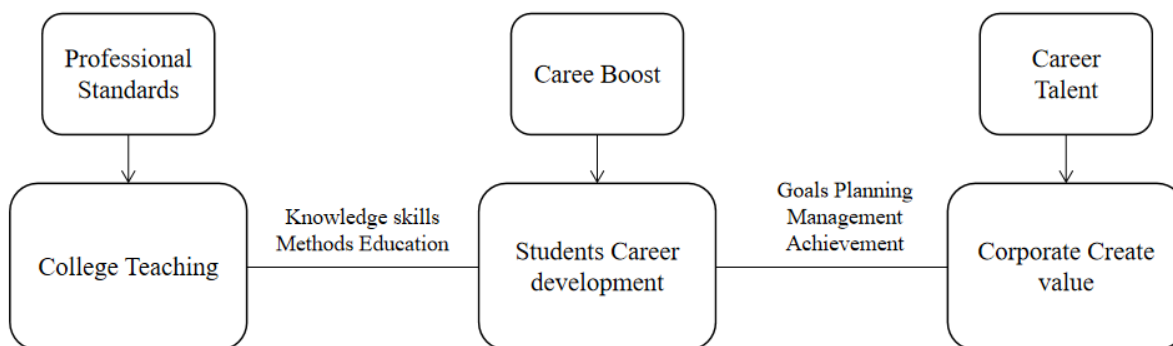 Professional
Standards
Caree Boost
Career
Talent
College Teaching
Knowledge skills
Methods Education
Students Career
development
Goals Planning
Management
Achievement
Corporate Create
value